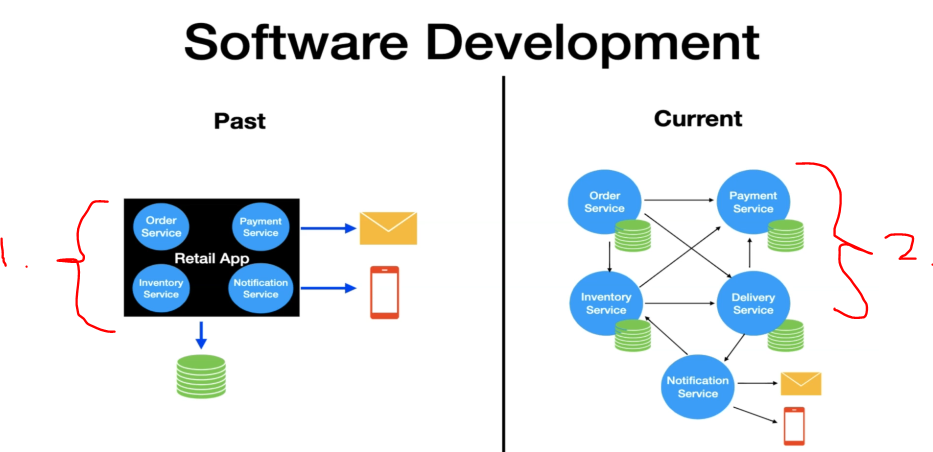 Software Development
Past
Current
1.
Order
Service
Payment
Service
Retail App
Inventory
Service
Notification
Service
Order
Service
Payment
Service
2.
Inventory
Service
Delivery
Service
Notification
Service